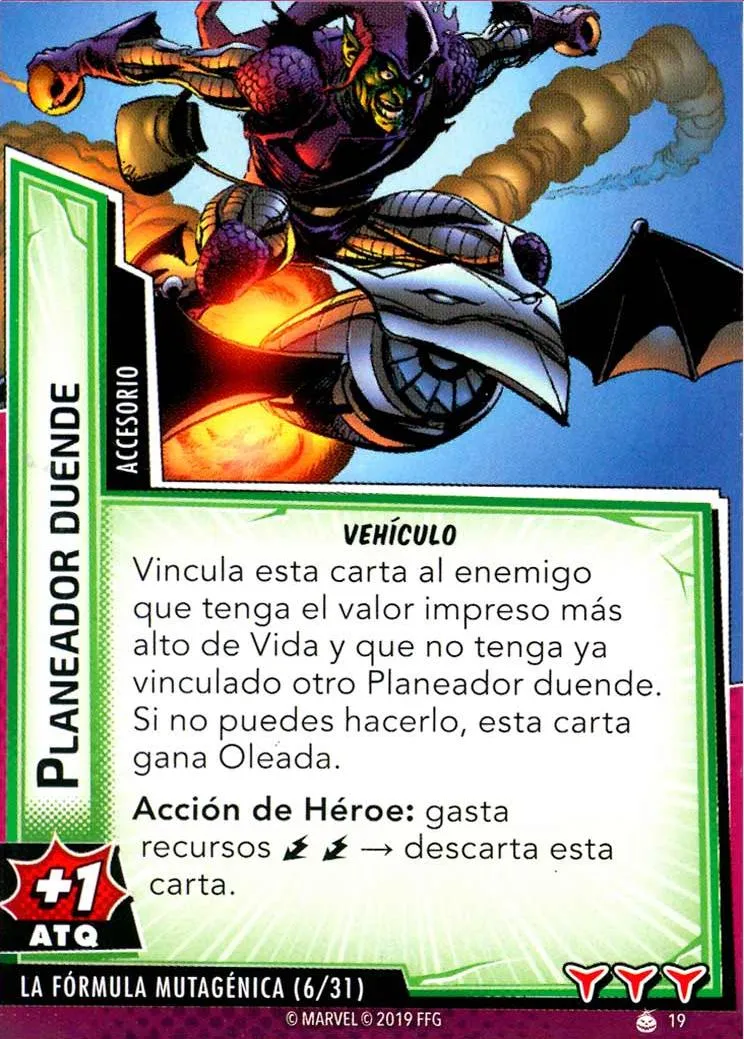 PLANEADOR DUENDE
ACCESORIO
VEHÍCULO
Vincula esta carta al enemigo
que tenga el valor impreso más
alto de Vida y que no tenga ya
vinculado otro Planeador duende.
Si no puedes hacerlo, esta carta
gana Oleada.
Acción de Héroe: gasta
recursos → descarta esta
carta.
+1
ATQ
LA FÓRMULA MUTAGÉNICA (6/31)
© MARVEL © 2019 FFG
19